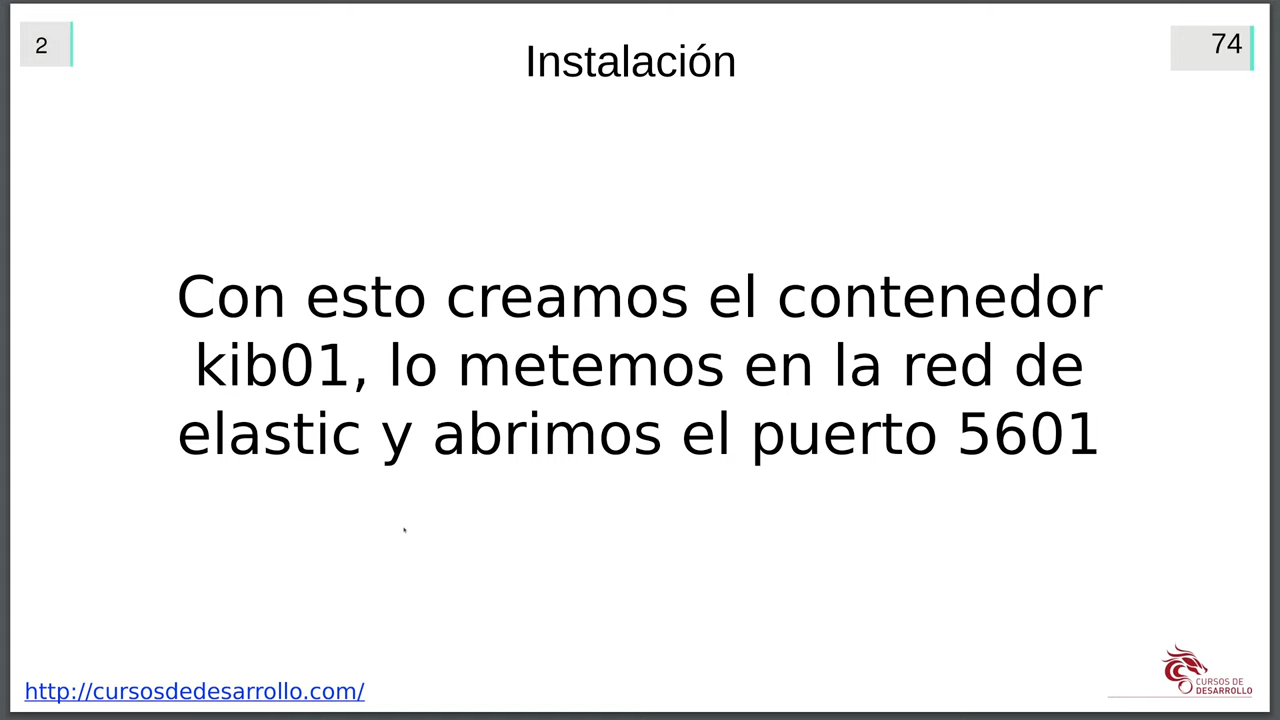 2
Instalación
74
Con esto creamos el contenedor
kib01, lo metemos en la red de
elastic y abrimos el puerto 5601
http://cursosdedesarrollo.com/
CURSOS DE
DESARROLLO